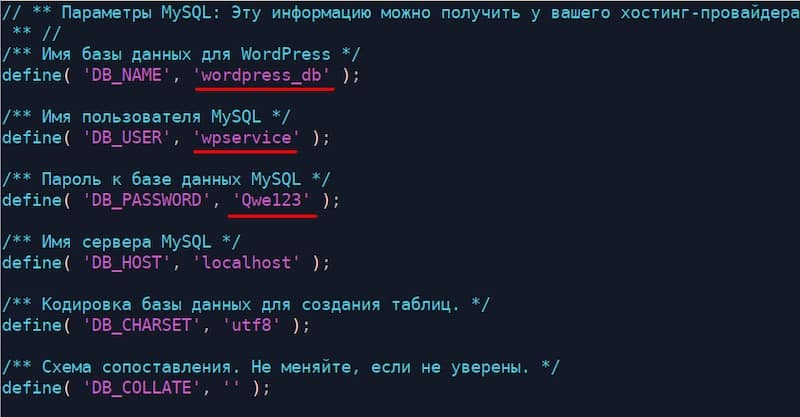 // ** Параметры MySQL: Эту информацию можно получить у вашего хостинг-провайдера
** //
/** Имя базы данных для WordPress */
define( 'DB_NAME', 'wordpress_db' );
/** Имя пользователя MySQL */
define( 'DB_USER', 'wpservice' );
/** Пароль к базе данных MySQL */
define( 'DB_PASSWORD', 'Qwe123' );
/** Имя сервера MySQL */
define( 'DB_HOST', 'localhost' );
/** Кодировка базы данных для создания таблиц. */
define( 'DB_CHARSET', 'utf8' );
/** Схема сопоставления. Не меняйте, если не уверены. */
define( 'DB_COLLATE', '' );